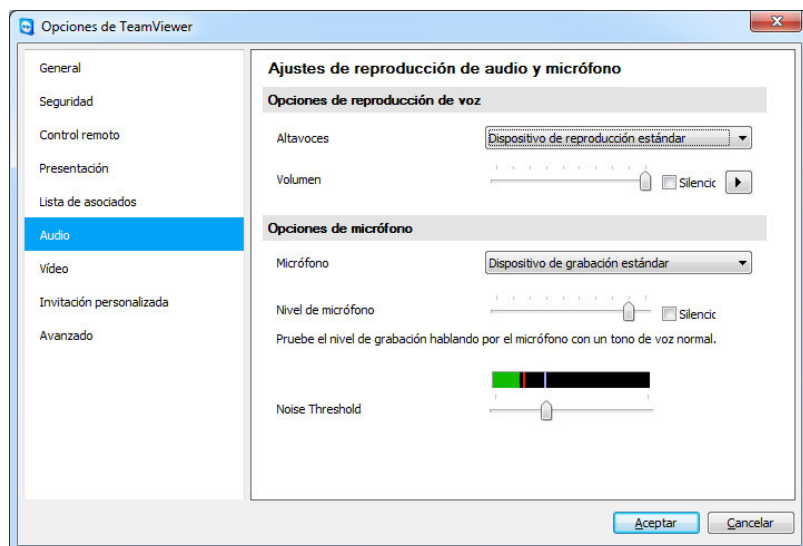 Opciones de TeamViewer
General
Seguridad
Control remoto
Presentación
Lista de asociados
Audio
Vídeo
Invitación personalizada
Avanzado
Ajustes de reproducción de audio y micrófono
Opciones de reproducción de voz
Altavoces
Dispositivo de reproducción estándar
Volumen
Silencic
Opciones de micrófono
Micrófono
Dispositivo de grabación estándar
Nivel de micrófono
Silencic
Pruebe el nivel de grabación hablando por el micrófono con un tono de voz normal.
Noise Threshold
Aceptar
Cancelar